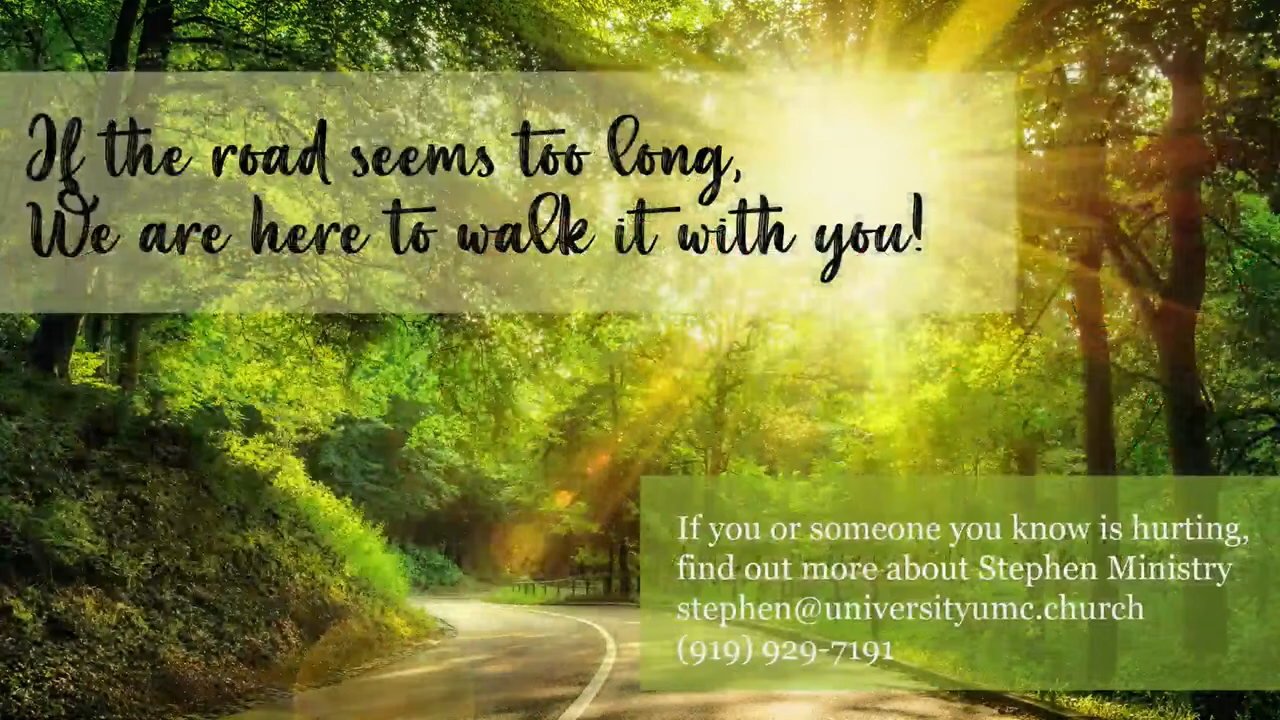 If the road seems too long,
We are here to walk it with you!
If you or someone you know is hurting,
find out more about Stephen Ministry
stephen@universityumc.church
(919) 929-7191